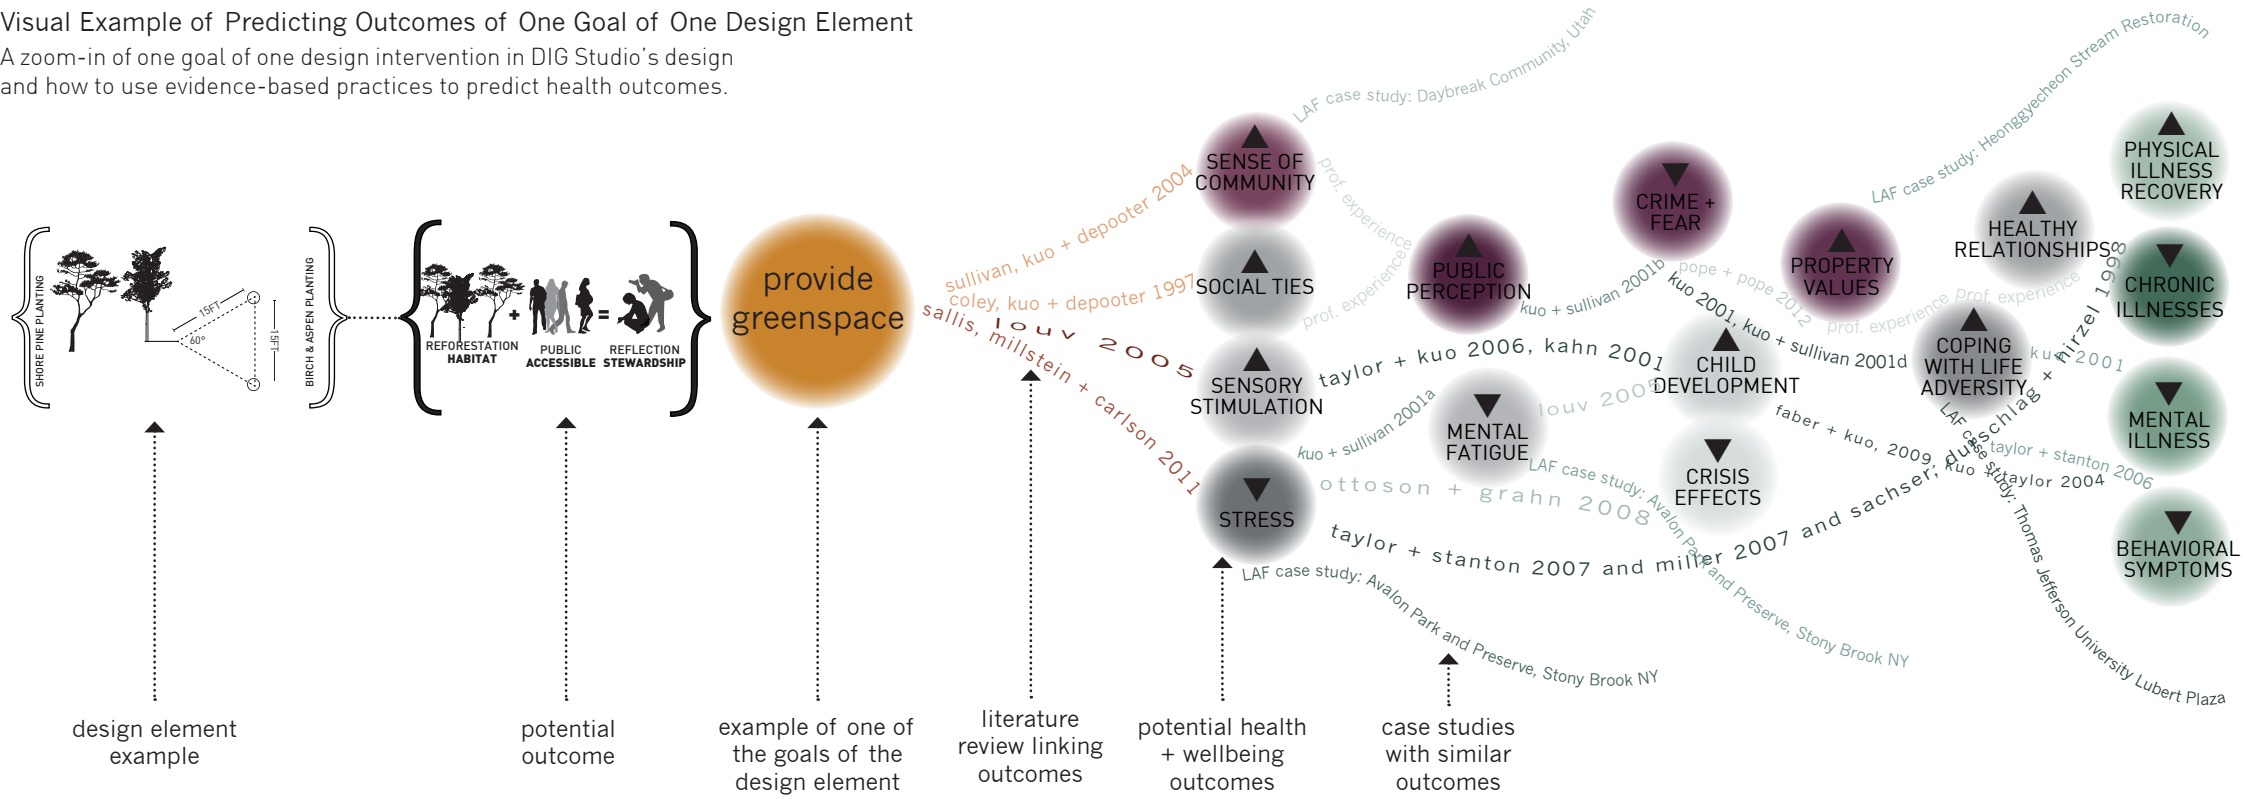 Visual Example of Predicting Outcomes of One Goal of One Design Element
A zoom-in of one goal of one design intervention in DIG Studio's design
and how to use evidence-based practices to predict health outcomes.
SHORE PINE PLANTING
15FT
60°
15FT
BIRCH & ASPEN PLANTING
REFORESTATION
HABITAT
+
PUBLIC
ACCESSIBLE
=
REFLECTION
STEWARDSHIP
provide
greenspace
sullivan, kuo + depooter 2004
coley, kuo + depooter 1997
louv 2005
sallis, millstein + carlson 2011
SENSE OF
COMMUNITY
SOCIAL TIES
SENSORY
STIMULATION
STRESS
LAF case study: Daybreak Community, Utah
prof. experience
prof. experience
taylor + kuo 2006, kahn 2001
kuo + sullivan 2001a
ottoson + grahn 2008
taylor + stanton 2007 and miller 2007 and sachser, durschlag + hirzel 1998
LAF case study: Avalon Park and Preserve, Stony Brook NY
PUBLIC
PERCEPTION
kuo + sullivan 2001b
MENTAL
FATIGUE
louv 2005
LAF case study: Avalon Park and Preserve, Stony Brook NY
CRIME +
FEAR
pope + pope 2012
kuo 2001, kuo + sullivan 2001d
CHILD
DEVELOPMENT
faber + kuo, 2009, kuo + taylor 2004
CRISIS
EFFECTS
PROPERTY
VALUES
LAF case study: Heonggyecheon Stream Restoration
prof. experience
prof. experience
HEALTHY
RELATIONSHIPS
COPING
WITH LIFE
ADVERSITY
kuo 2001
taylor + stanton 2006
LAF case study: Thomas Jefferson University Lubert Plaza
PHYSICAL
ILLNESS
RECOVERY
CHRONIC
ILLNESSES
MENTAL
ILLNESS
BEHAVIORAL
SYMPTOMS
design element
example
potential
outcome
example of one of
the goals of the
design element
literature
review linking
outcomes
potential health
+ wellbeing
outcomes
case studies
with similar
outcomes